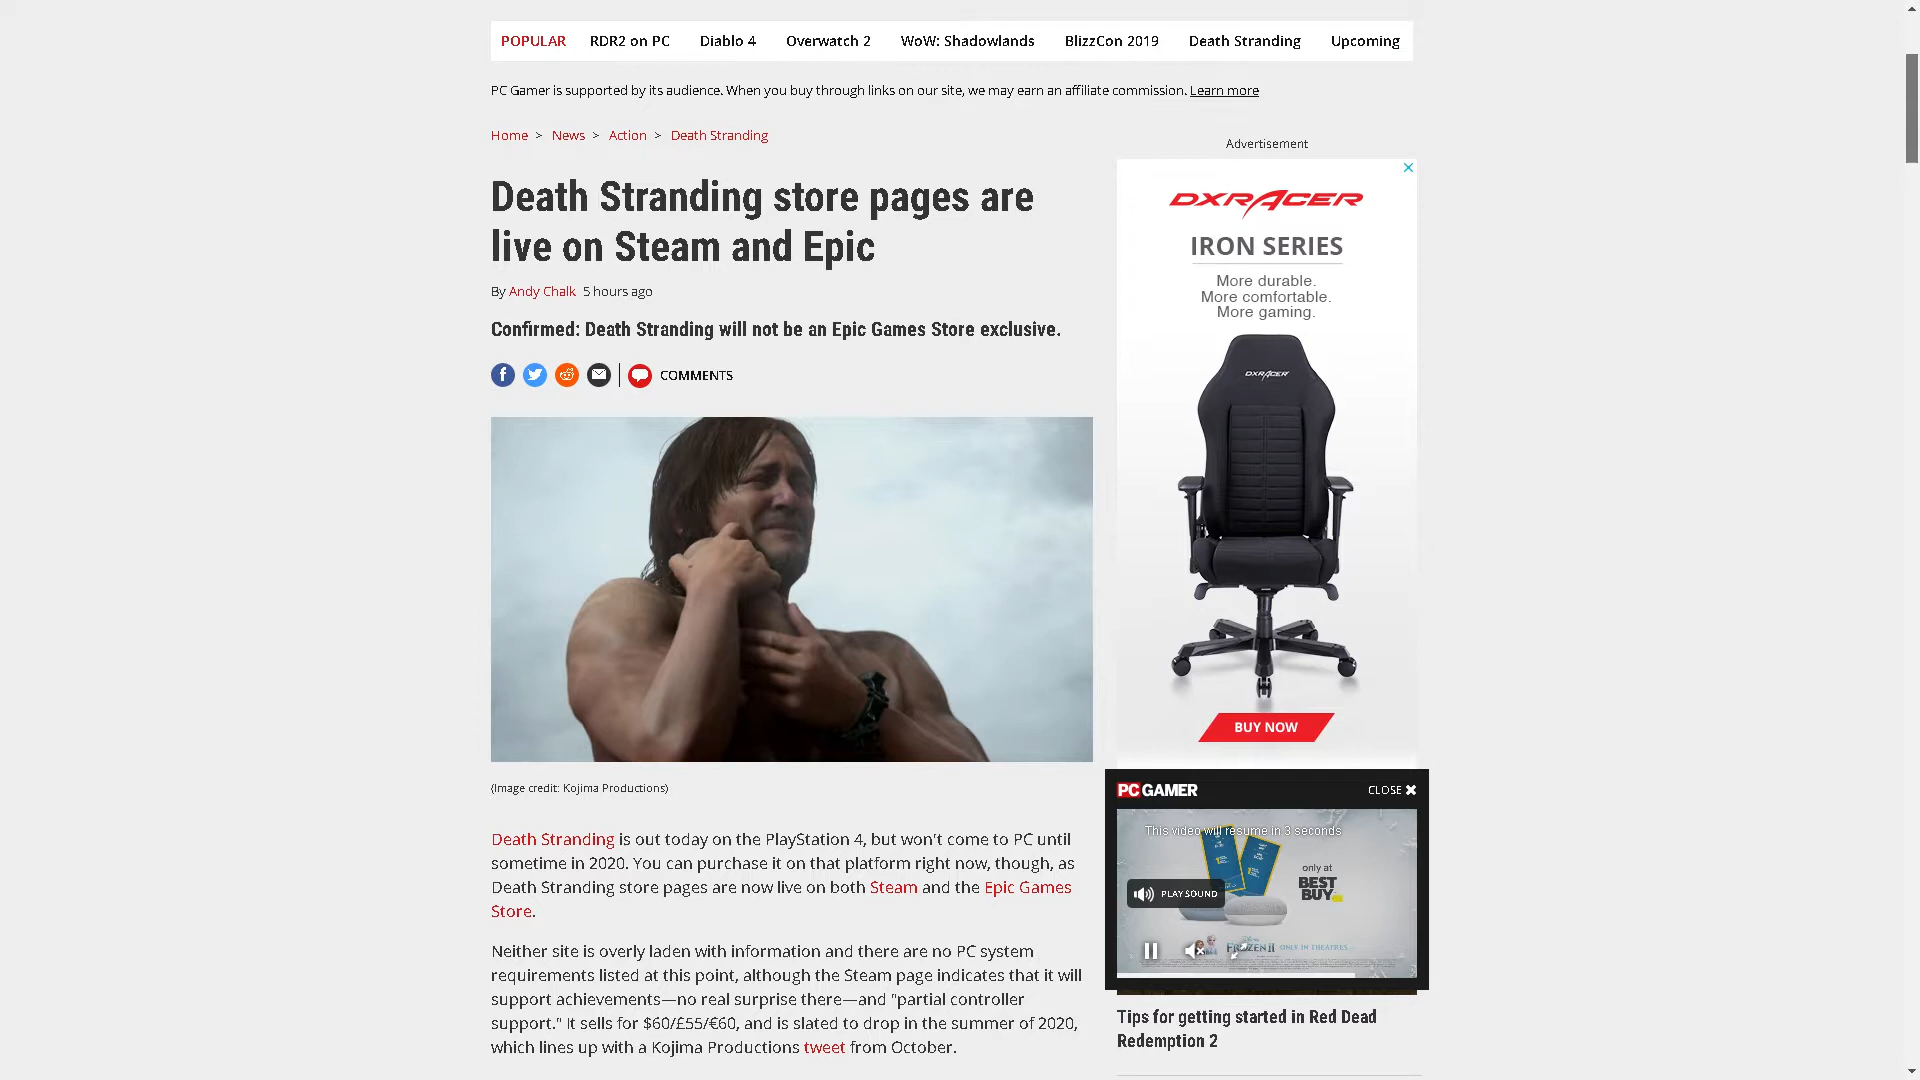 POPULAR RDR2 on PC Diablo 4 Overwatch 2 WoW: Shadowlands BlizzCon 2019 Death Stranding Upcoming
PC Gamer is supported by its audience. When you buy through links on our site, we may earn an affiliate commission. Learn more
Home > News > Action > Death Stranding
Death Stranding store pages are
live on Steam and Epic
By Andy Chalk 5 hours ago
Confirmed: Death Stranding will not be an Epic Games Store exclusive.
COMMENTS
(Image credit: Kojima Productions)
Death Stranding is out today on the PlayStation 4, but won't come to PC until
sometime in 2020. You can purchase it on that platform right now, though, as
Death Stranding store pages are now live on both Steam and the Epic Games
Store.
Neither site is overly laden with information and there are no PC system
requirements listed at this point, although the Steam page indicates that it will
support achievements—no real surprise there—and "partial controller
support." It sells for $60/£55/€60, and is slated to drop in the summer of 2020,
which lines up with a Kojima Productions tweet from October.
Advertisement
DXRACER
IRON SERIES
More durable.
More comfortable.
More gaming.
DXRACER
BUY NOW
PC GAMER
CLOSE
This video will resume in 3 seconds
only at
BEST
BUY
PLAY SOUND
FROZEN II ONLY IN THEATRES
Tips for getting started in Red Dead
Redemption 2